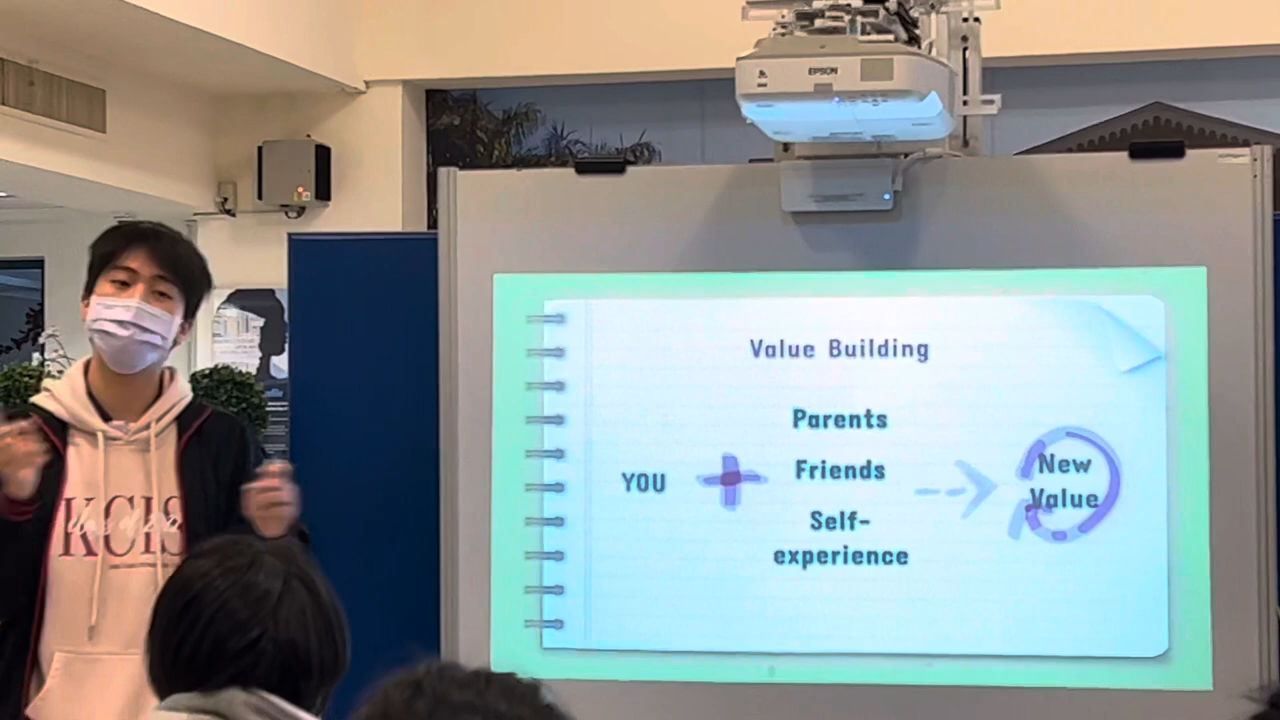 EPSON
Value Building
Parents
YOU
Friends
New
Value
Self-
experience
KCIS